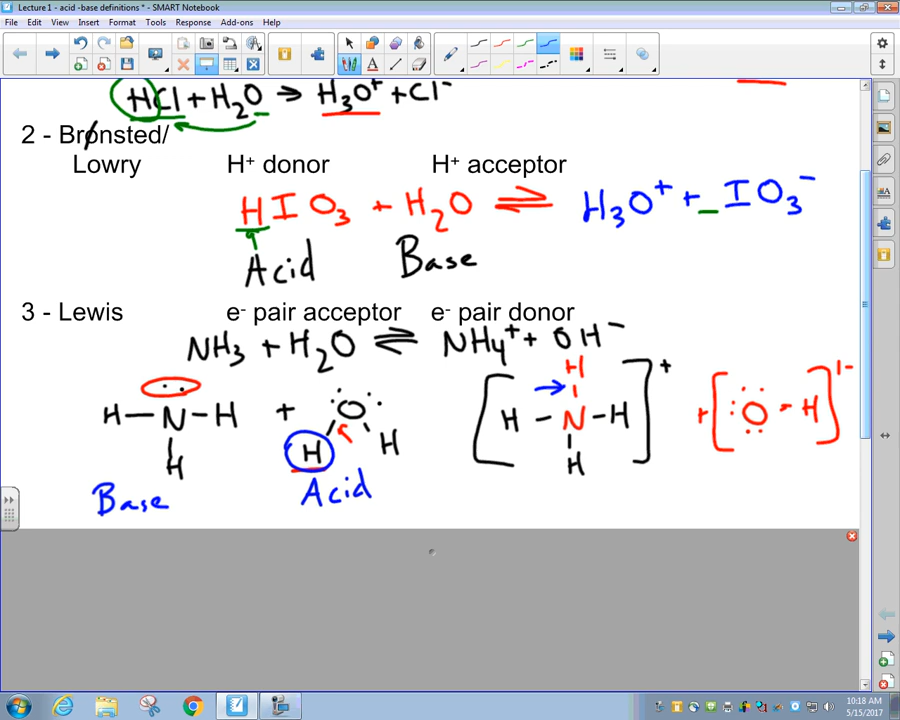 Lecture 1 - acid -base definitions * - SMART Notebook
File Edit View Insert Format Tools Response Add-ons Help
HCl + H₂O → H₃O⁺ + Cl⁻
2 - Brønsted/
Lowry H⁺ donor H⁺ acceptor
HIO₃ + H₂O ⇌ H₃O⁺ + _IO₃⁻
Acid Base
3 - Lewis e⁻ pair acceptor e⁻ pair donor
NH₃ + H₂O ⇌ NH₄⁺ + OH⁻
H +
H — N — H + O [ H — N — H ] + [ O - H ] 1-
H H H H
Base Acid
10:18 AM
5/15/2017